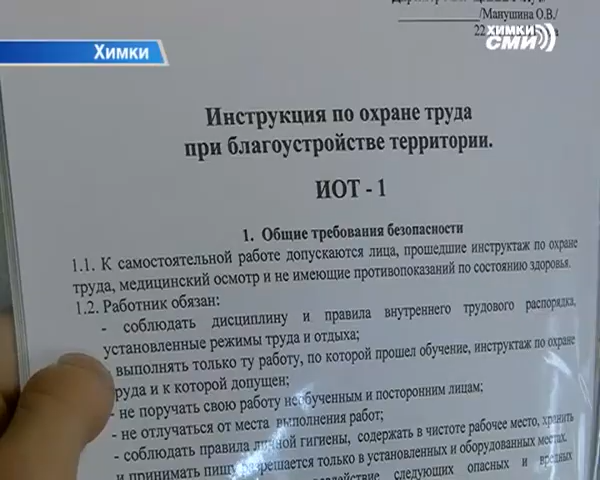 /Манушина О.В./
22
ХИМКИ
СМИ
Химки
Инструкция по охране труда
при благоустройстве территории.
ИОТ - 1
1. Общие требования безопасности
1.1. К самостоятельной работе допускаются лица, прошедшие инструктаж по охране
труда, медицинский осмотр и не имеющие противопоказаний по состоянию здоровья.
1.2. Работник обязан:
- соблюдать дисциплину и правила внутреннего трудового распорядка,
установленные режимы труда и отдыха;
выполнять только ту работу, по которой прошел обучение, инструктаж по охране
руда и к которой допущен;
- не поручать свою работу необученным и посторонним лицам;
- не отлучаться от места выполнения работ;
- соблюдать правила личной гигиены, содержать в чистоте рабочее место, хранить
и принимать пищу разрешается только в установленных и оборудованных местах.
воздействие следующих опасных и вредных